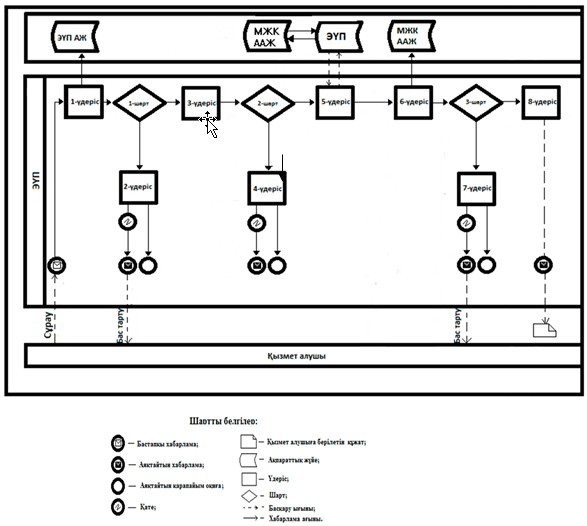 ЭҮП АЖ
МЖК
ААЖ
ЭҮП
МЖК
ААЖ
1-үдеріс
1-шарт
3-үдеріс
2-шарт
5-үдеріс
6-үдеріс
3-шарт
8-үдеріс
ЭҮП
2-үдеріс
4-үдеріс
7-үдеріс
Сұрау
Бас тарту
Бас тарту
Қызмет алушы
Шартты белгілер:
Бастапқы хабарлама;
Аяқтайтын хабарлама;
Аяқтайтын қарапайым оқиға;
Қате;
Қызмет алушыға берілетін құжат;
Ақпараттық жүйе;
Үдеріс;
Шарт;
Басқару ағыны;
Хабарлама ағыны.